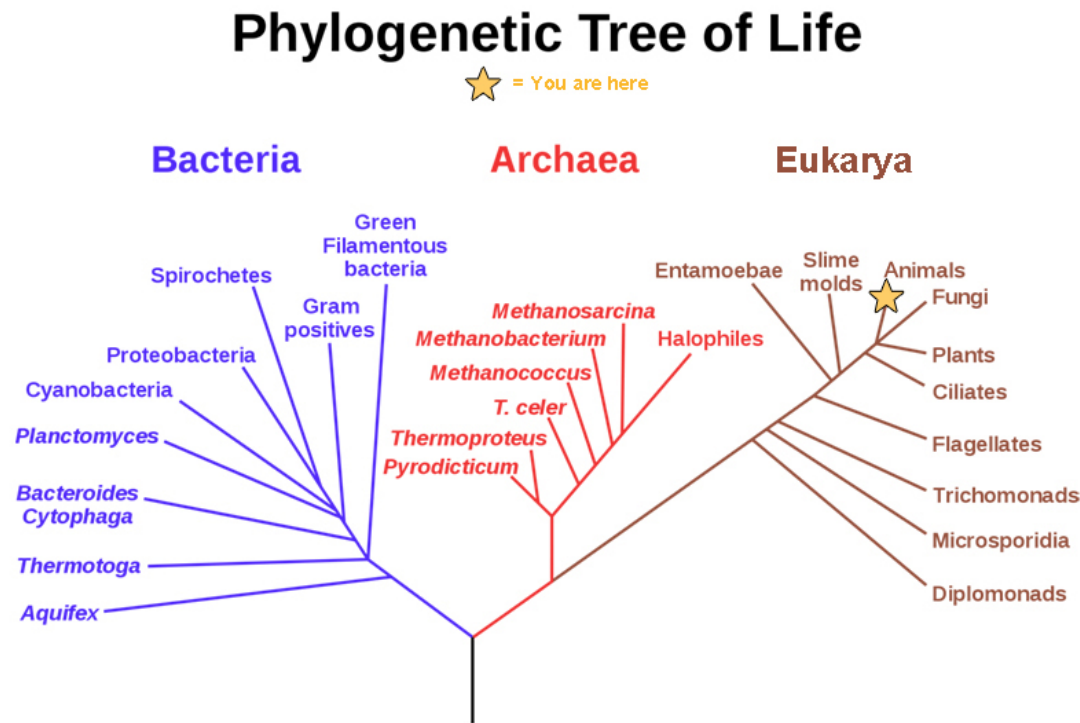 Phylogenetic Tree of Life
= You are here
Bacteria
Archaea
Eukarya
Green
Filamentous
bacteria
Spirochetes
Gram
positives
Proteobacteria
Cyanobacteria
Planctomyces
Bacteroides
Cytophaga
Thermotoga
Aquifex
Methanosarcina
Methanobacterium
Halophiles
Methanococcus
T. celer
Thermoproteus
Pyrodicticum
Entamoebae
Slime
molds
Animals
Fungi
Plants
Ciliates
Flagellates
Trichomonads
Microsporidia
Diplomonads